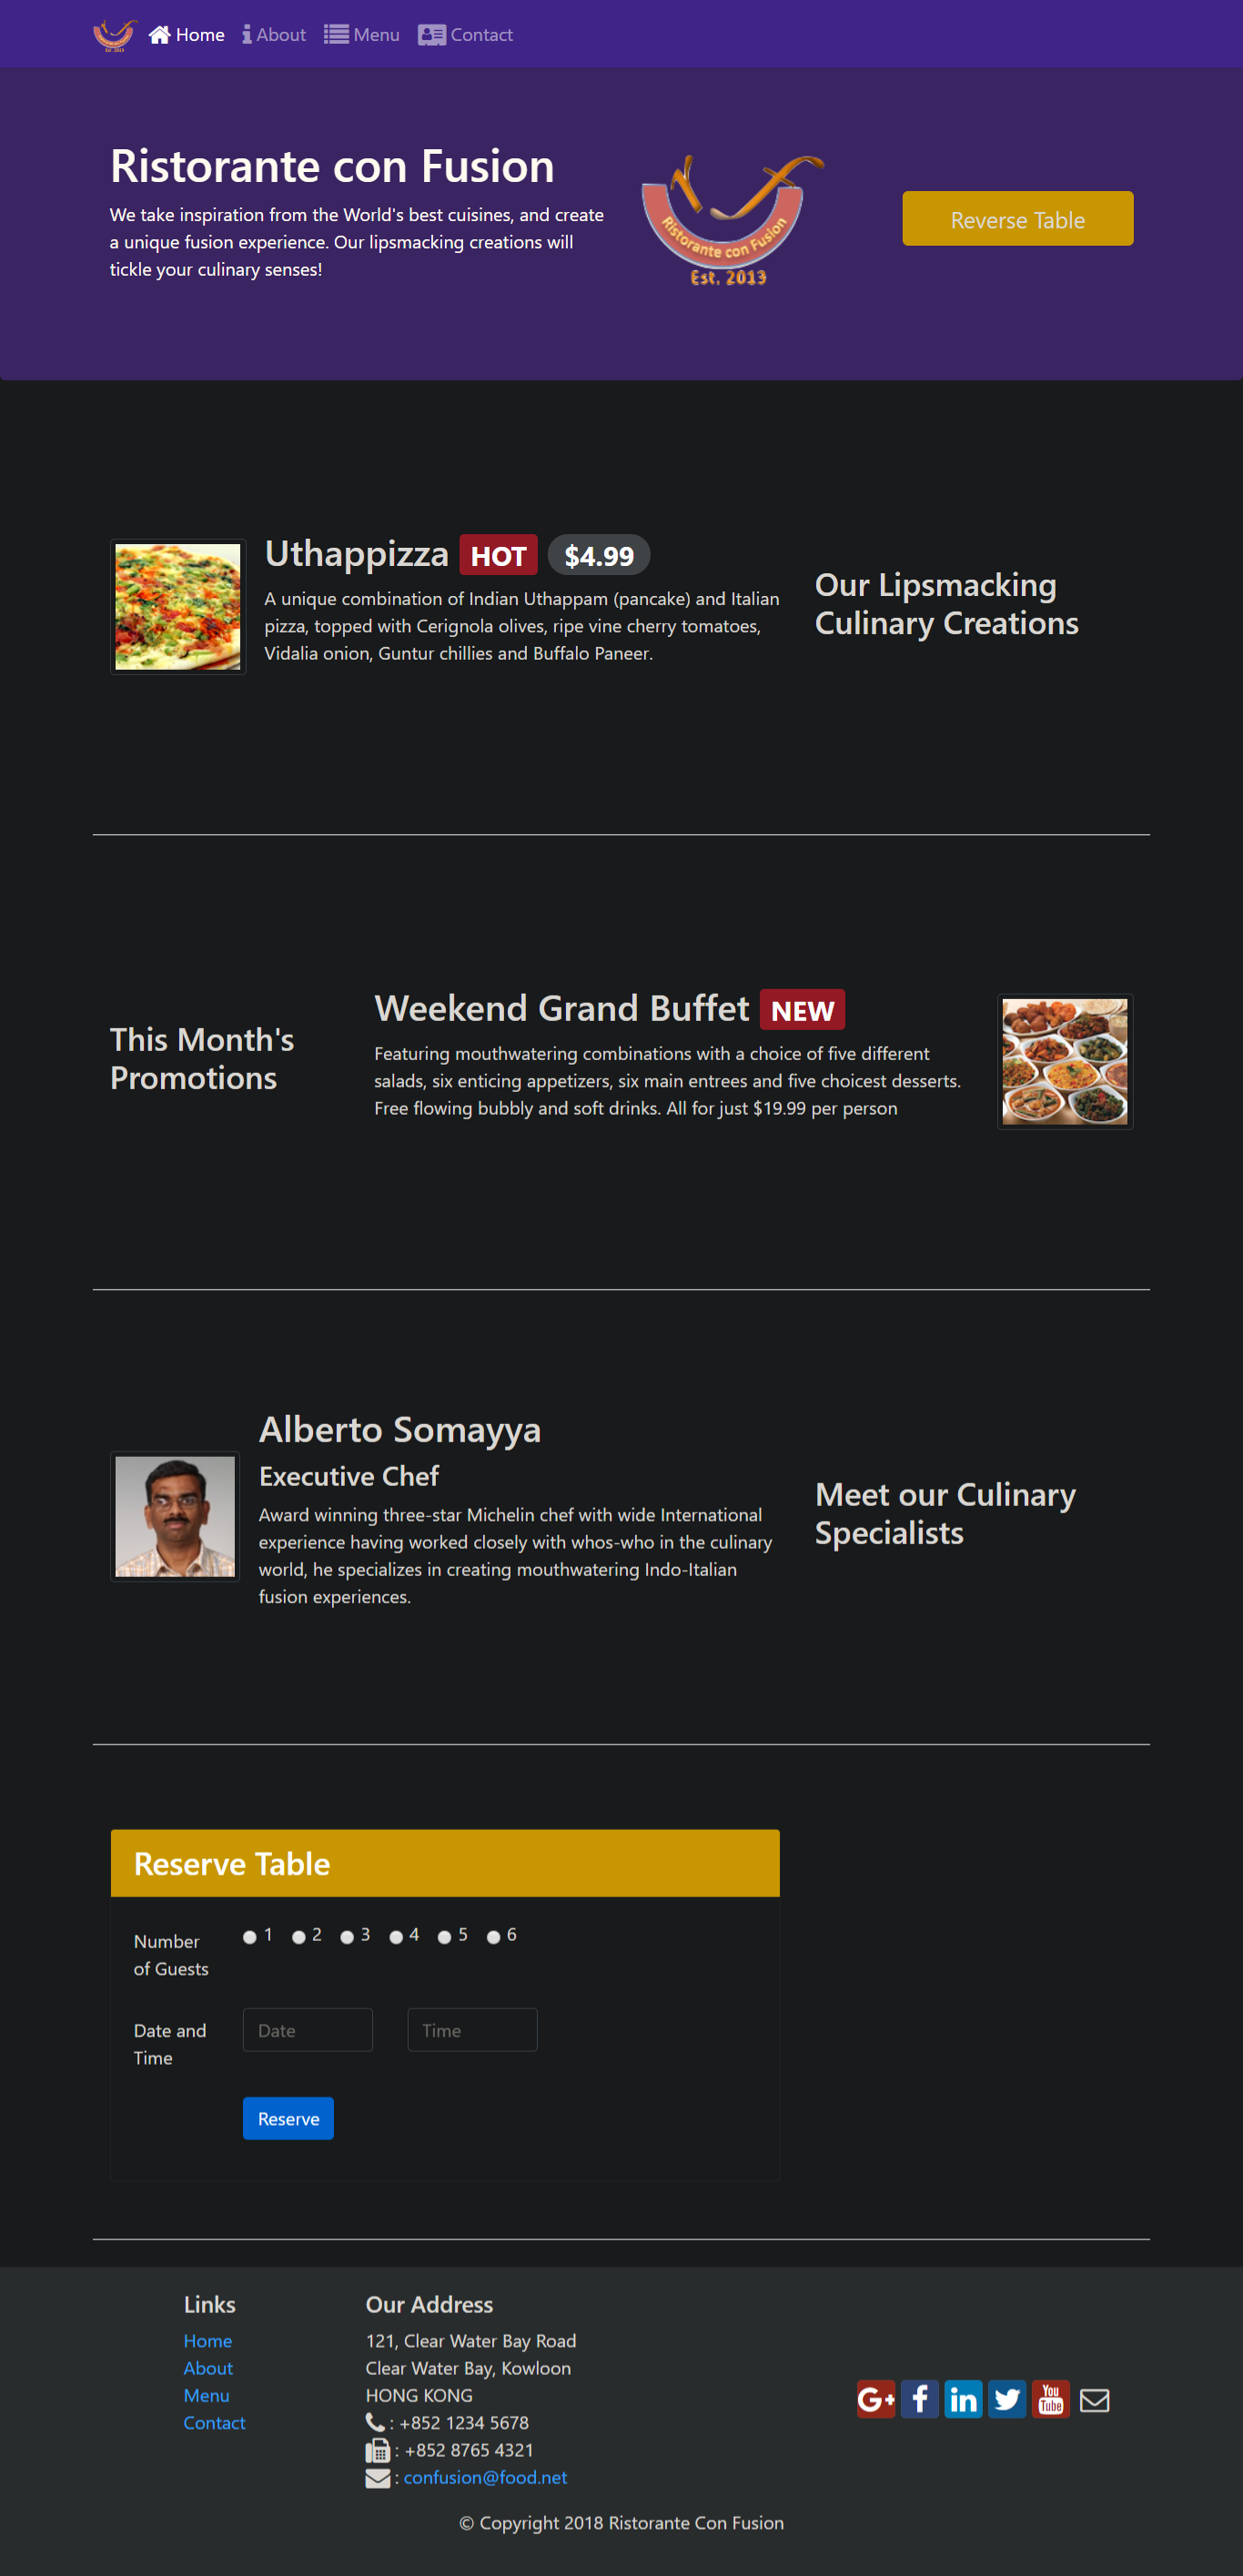 Home About Menu Contact
Ristorante con Fusion
We take inspiration from the World's best cuisines, and create
a unique fusion experience. Our lipsmacking creations will
tickle your culinary senses!
Ristorante con Fusion
Est. 2013
Reverse Table
Uthappizza HOT $4.99
A unique combination of Indian Uthappam (pancake) and Italian
pizza, topped with Cerignola olives, ripe vine cherry tomatoes,
Vidalia onion, Guntur chillies and Buffalo Paneer.
Our Lipsmacking
Culinary Creations
This Month's
Promotions
Weekend Grand Buffet NEW
Featuring mouthwatering combinations with a choice of five different
salads, six enticing appetizers, six main entrees and five choicest desserts.
Free flowing bubbly and soft drinks. All for just $19.99 per person
Alberto Somayya
Executive Chef
Award winning three-star Michelin chef with wide International
experience having worked closely with whos-who in the culinary
world, he specializes in creating mouthwatering Indo-Italian
fusion experiences.
Meet our Culinary
Specialists
Reserve Table
Number
of Guests
1 2 3 4 5 6
Date and
Time
Date Time
Reserve
Links
Home
About
Menu
Contact
Our Address
121, Clear Water Bay Road
Clear Water Bay, Kowloon
HONG KONG
: +852 1234 5678
: +852 8765 4321
: confusion@food.net
G+ f in You Tube
© Copyright 2018 Ristorante Con Fusion